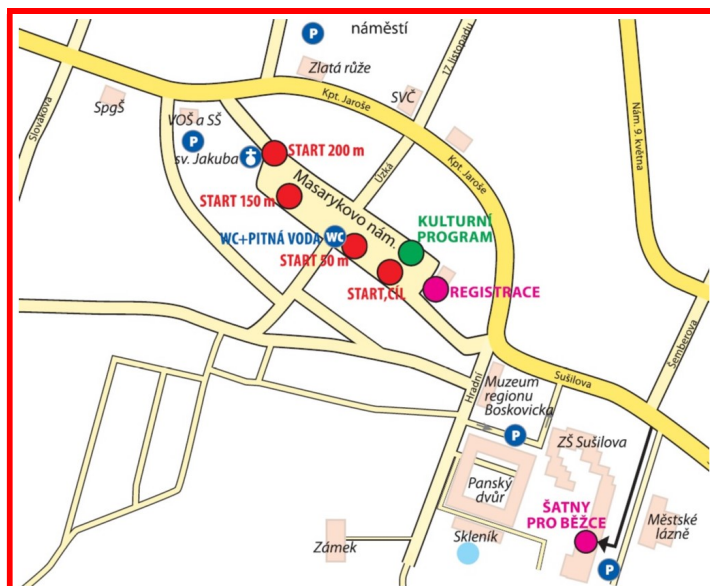 P
náměstí
Zlatá růže
17. listopadu
Slovákova
SpgŠ
SVČ
Kpt. Jaroše
Nám. 9. května
VOŠ a SŠ
P
sv. Jakuba
START 200 m
Úzká
Kpt. Jaroše
START 150 m
Masarykovo nám.
KULTURNÍ
PROGRAM
WC+PITNÁ VODA
WC
START 50 m
START,CÍL
REGISTRACE
Šemberova
Sušilova
Hradní
Muzeum
regionu
Boskovicka
P
ZŠ Sušilova
Panský
dvůr
ŠATNY
PRO BĚŽCE
Městské
lázně
Skleník
Zámek
P